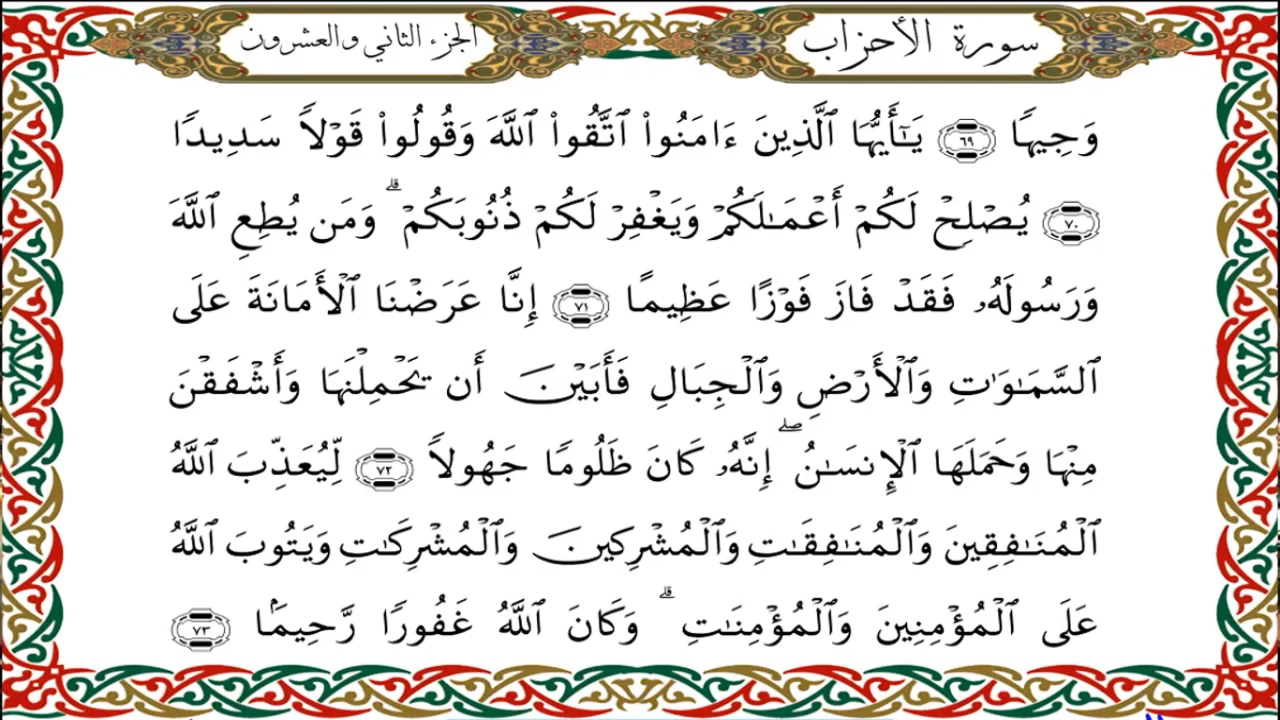 سورة الأحزاب
الجزء الثاني والعشرون
وَجِيهًا ٦٩ يَـٰٓأَيُّهَا ٱلَّذِينَ ءَامَنُوا۟ ٱتَّقُوا۟ ٱللَّهَ وَقُولُوا۟ قَوْلًا سَدِيدًا
٧٠ يُصْلِحْ لَكُمْ أَعْمَـٰلَكُمْ وَيَغْفِرْ لَكُمْ ذُنُوبَكُمْ ۗ وَمَن يُطِعِ ٱللَّهَ
وَرَسُولَهُۥ فَقَدْ فَازَ فَوْزًا عَظِيمًا ٧١ إِنَّا عَرَضْنَا ٱلْأَمَانَةَ عَلَى
ٱلسَّمَـٰوَٰتِ وَٱلْأَرْضِ وَٱلْجِبَالِ فَأَبَيْنَ أَن يَحْمِلْنَهَا وَأَشْفَقْنَ
مِنْهَا وَحَمَلَهَا ٱلْإِنسَـٰنُ ۖ إِنَّهُۥ كَانَ ظَلُومًا جَهُولًا ٧٢ لِّيُعَذِّبَ ٱللَّهُ
ٱلْمُنَـٰفِقِينَ وَٱلْمُنَـٰفِقَـٰتِ وَٱلْمُشْرِكِينَ وَٱلْمُشْرِكَـٰتِ وَيَتُوبَ ٱللَّهُ
عَلَى ٱلْمُؤْمِنِينَ وَٱلْمُؤْمِنَـٰتِ ۗ وَكَانَ ٱللَّهُ غَفُورًا رَّحِيمًۢا ٧٣